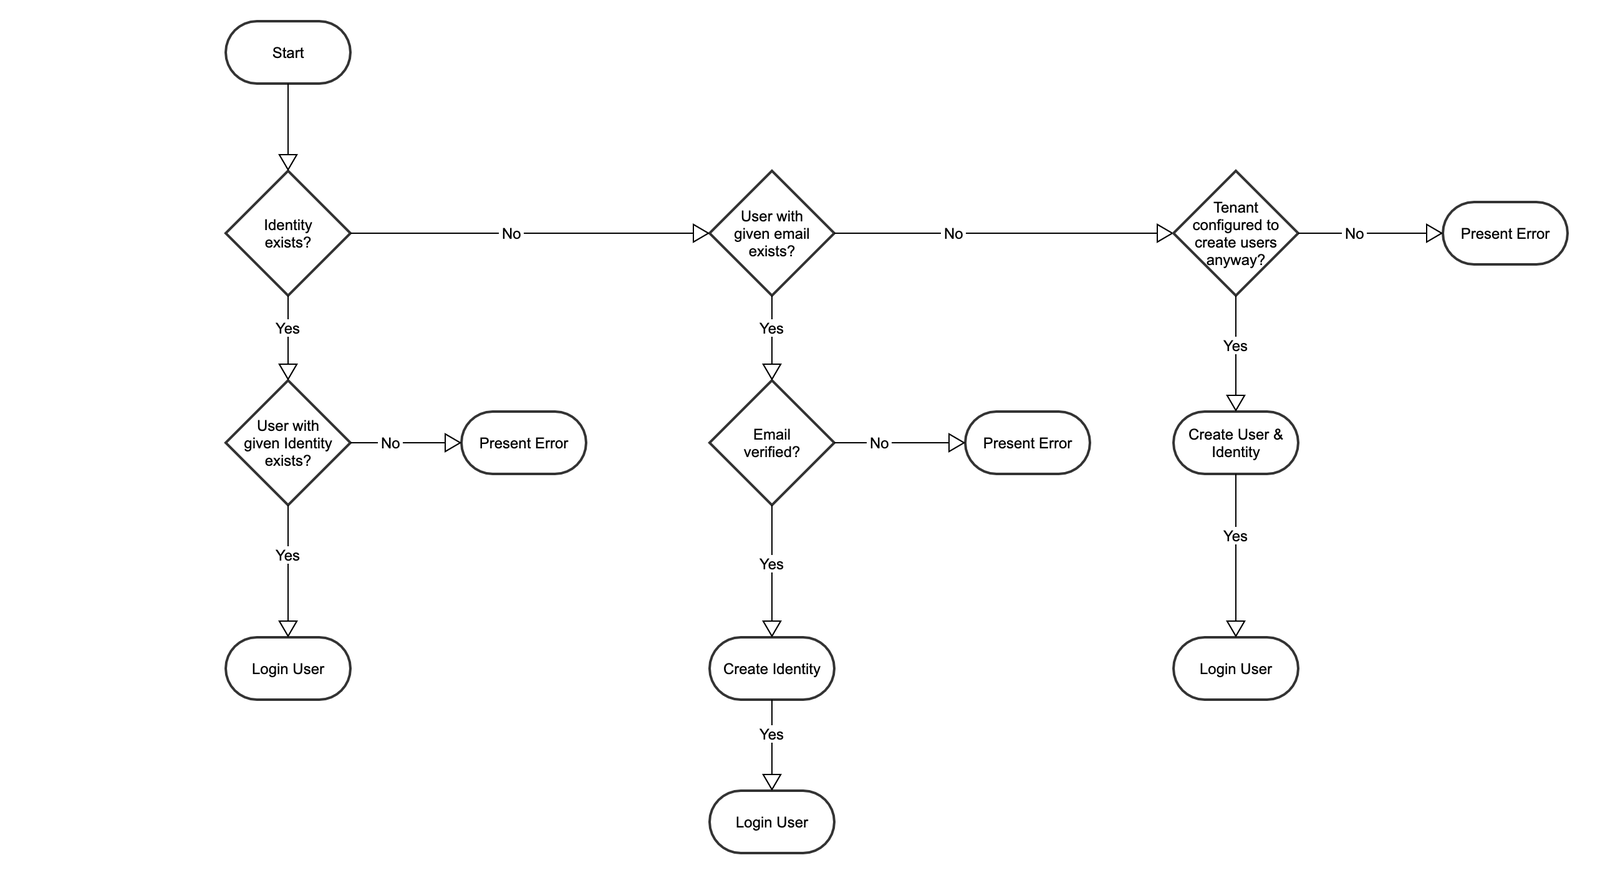 Start
Identity
exists?
No
User with
given email
exists?
No
Tenant
configured to
create users
anyway?
No
Present Error
Yes
Yes
Yes
User with
given Identity
exists?
No
Present Error
Email
verified?
No
Present Error
Create User &
Identity
Yes
Yes
Yes
Login User
Create Identity
Login User
Yes
Login User